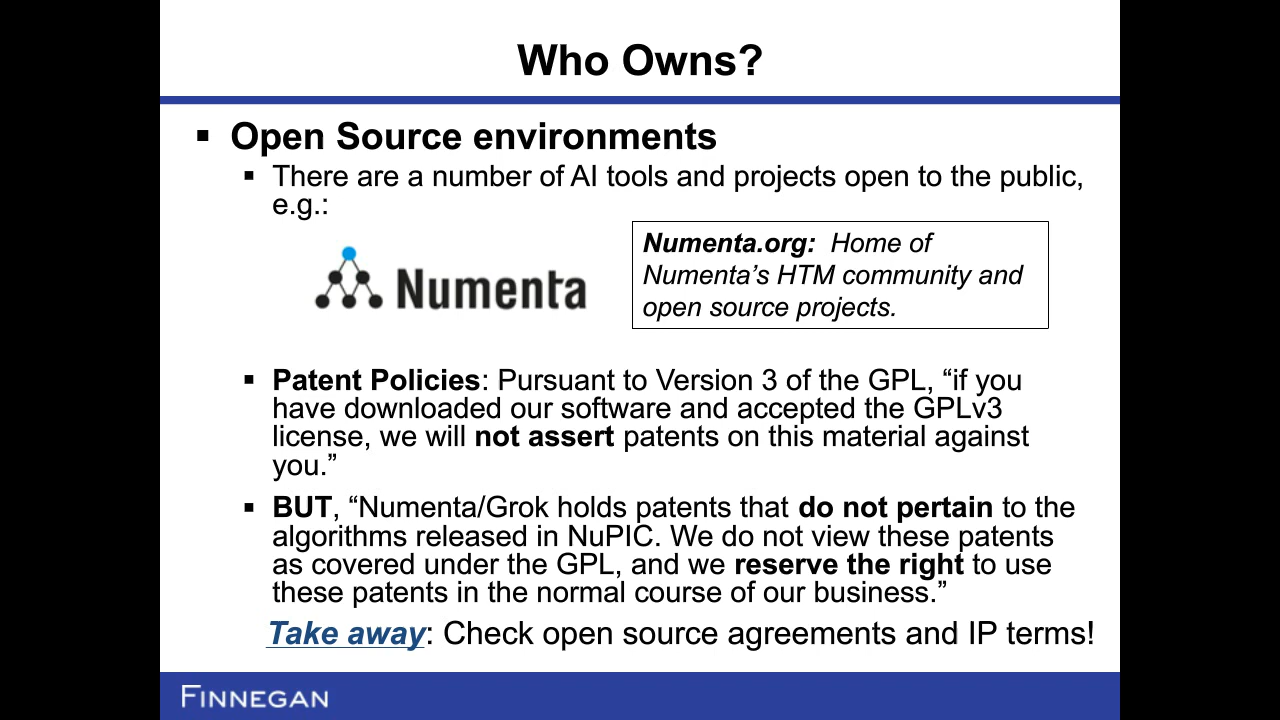 Who Owns?
▪ Open Source environments
▪ There are a number of AI tools and projects open to the public,
e.g.:
Numenta
Numenta.org: Home of
Numenta’s HTM community and
open source projects.
▪ Patent Policies: Pursuant to Version 3 of the GPL, “if you
have downloaded our software and accepted the GPLv3
license, we will not assert patents on this material against
you.”
▪ BUT, “Numenta/Grok holds patents that do not pertain to the
algorithms released in NuPIC. We do not view these patents
as covered under the GPL, and we reserve the right to use
these patents in the normal course of our business.”
Take away: Check open source agreements and IP terms!
FINNEGAN